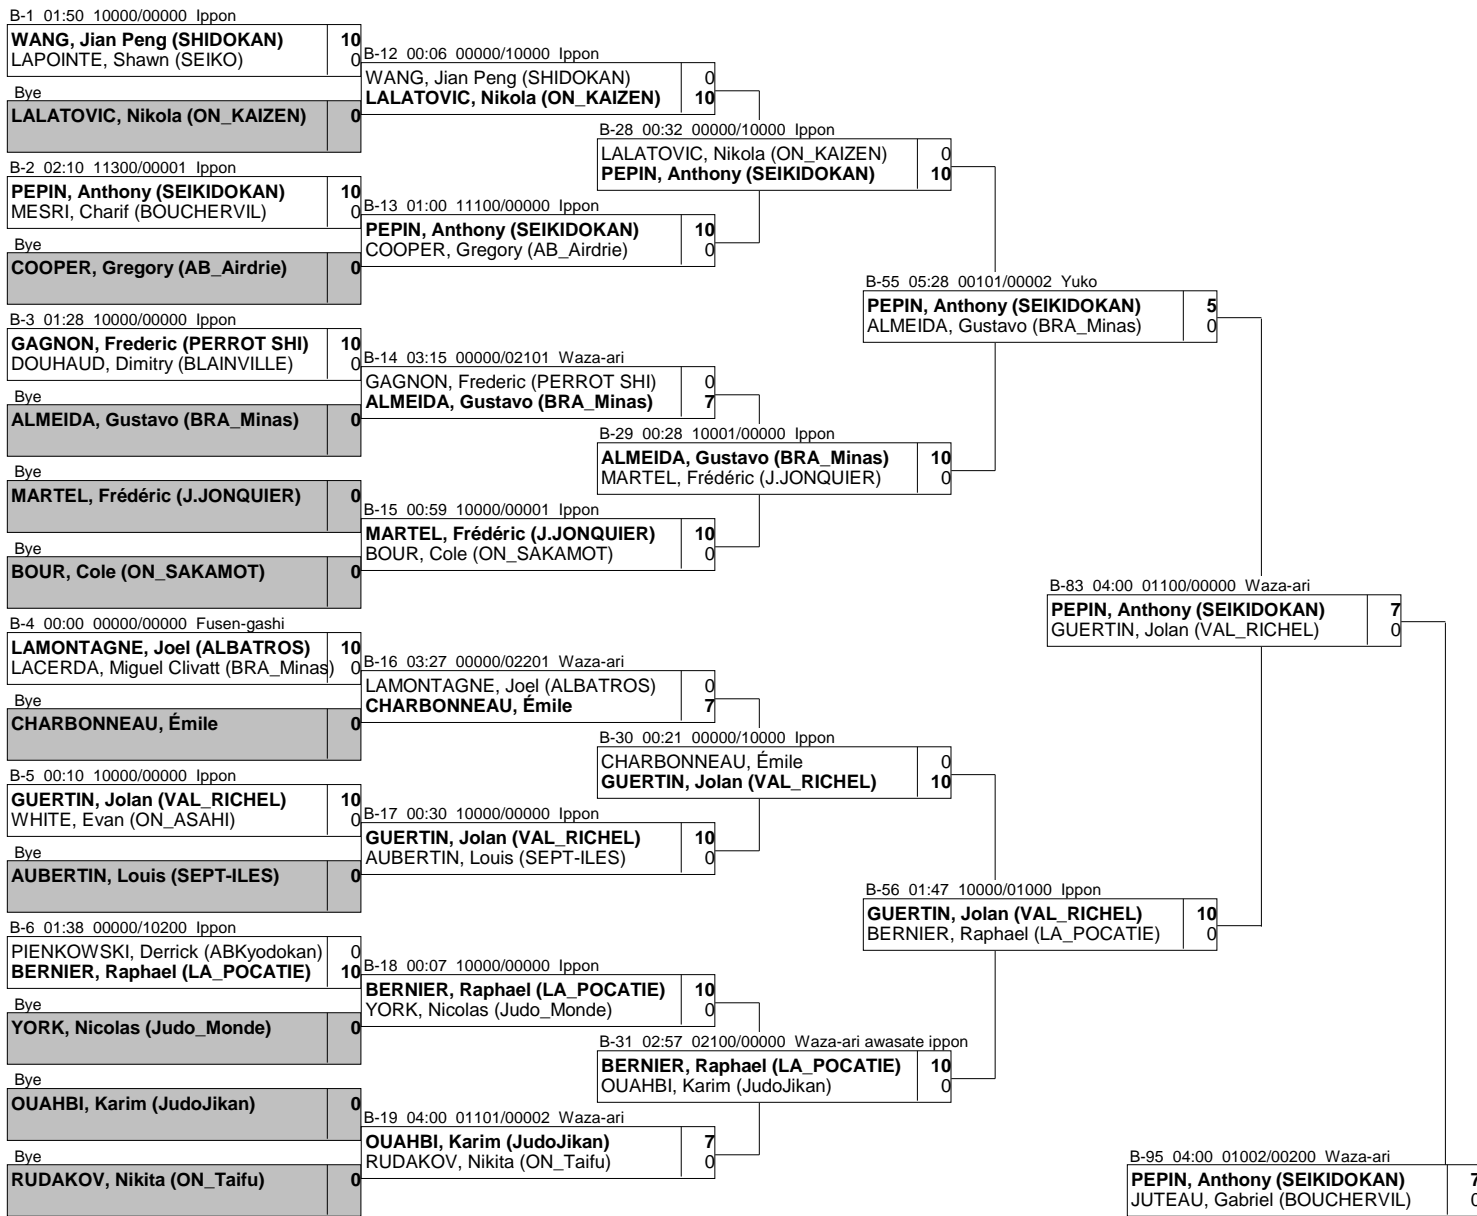 B-1 01:50 10000/00000 Ippon
WANG, Jian Peng (SHIDOKAN) 10
LAPOINTE, Shawn (SEIKO) 0
Bye
LALATOVIC, Nikola (ON_KAIZEN) 0
B-2 02:10 11300/00001 Ippon
PEPIN, Anthony (SEIKIDOKAN) 10
MESRI, Charif (BOUCHERVIL) 0
Bye
COOPER, Gregory (AB_Airdrie) 0
B-3 01:28 10000/00000 Ippon
GAGNON, Frederic (PERROT SHI) 10
DOUHAUD, Dimitry (BLAINVILLE) 0
Bye
ALMEIDA, Gustavo (BRA_Minas) 0
Bye
MARTEL, Frédéric (J.JONQUIER) 0
Bye
BOUR, Cole (ON_SAKAMOT) 0
B-4 00:00 00000/00000 Fusen-gashi
LAMONTAGNE, Joel (ALBATROS) 10
LACERDA, Miguel Clivatt (BRA_Minas) 0
Bye
CHARBONNEAU, Émile 0
B-5 00:10 10000/00000 Ippon
GUERTIN, Jolan (VAL_RICHEL) 10
WHITE, Evan (ON_ASAHI) 0
Bye
AUBERTIN, Louis (SEPT-ILES) 0
B-6 01:38 00000/10200 Ippon
PIENKOWSKI, Derrick (ABKyodokan) 0
BERNIER, Raphael (LA_POCATIE) 10
Bye
YORK, Nicolas (Judo_Monde) 0
Bye
OUAHBI, Karim (JudoJikan) 0
Bye
RUDAKOV, Nikita (ON_Taifu) 0
B-12 00:06 00000/10000 Ippon
WANG, Jian Peng (SHIDOKAN) 0
LALATOVIC, Nikola (ON_KAIZEN) 10
B-13 01:00 11100/00000 Ippon
PEPIN, Anthony (SEIKIDOKAN) 10
COOPER, Gregory (AB_Airdrie) 0
B-14 03:15 00000/02101 Waza-ari
GAGNON, Frederic (PERROT SHI) 0
ALMEIDA, Gustavo (BRA_Minas) 7
B-15 00:59 10000/00001 Ippon
MARTEL, Frédéric (J.JONQUIER) 10
BOUR, Cole (ON_SAKAMOT) 0
B-16 03:27 00000/02201 Waza-ari
LAMONTAGNE, Joel (ALBATROS) 0
CHARBONNEAU, Émile 7
B-17 00:30 10000/00000 Ippon
GUERTIN, Jolan (VAL_RICHEL) 10
AUBERTIN, Louis (SEPT-ILES) 0
B-18 00:07 10000/00000 Ippon
BERNIER, Raphael (LA_POCATIE) 10
YORK, Nicolas (Judo_Monde) 0
B-19 04:00 01101/00002 Waza-ari
OUAHBI, Karim (JudoJikan) 7
RUDAKOV, Nikita (ON_Taifu) 0
B-28 00:32 00000/10000 Ippon
LALATOVIC, Nikola (ON_KAIZEN) 0
PEPIN, Anthony (SEIKIDOKAN) 10
B-29 00:28 10001/00000 Ippon
ALMEIDA, Gustavo (BRA_Minas) 10
MARTEL, Frédéric (J.JONQUIER) 0
B-30 00:21 00000/10000 Ippon
CHARBONNEAU, Émile 0
GUERTIN, Jolan (VAL_RICHEL) 10
B-31 02:57 02100/00000 Waza-ari awasate ippon
BERNIER, Raphael (LA_POCATIE) 10
OUAHBI, Karim (JudoJikan) 0
B-55 05:28 00101/00002 Yuko
PEPIN, Anthony (SEIKIDOKAN) 5
ALMEIDA, Gustavo (BRA_Minas) 0
B-56 01:47 10000/01000 Ippon
GUERTIN, Jolan (VAL_RICHEL) 10
BERNIER, Raphael (LA_POCATIE) 0
B-83 04:00 01100/00000 Waza-ari
PEPIN, Anthony (SEIKIDOKAN) 7
GUERTIN, Jolan (VAL_RICHEL) 0
B-95 04:00 01002/00200 Waza-ari
PEPIN, Anthony (SEIKIDOKAN) 7
JUTEAU, Gabriel (BOUCHERVIL) 0